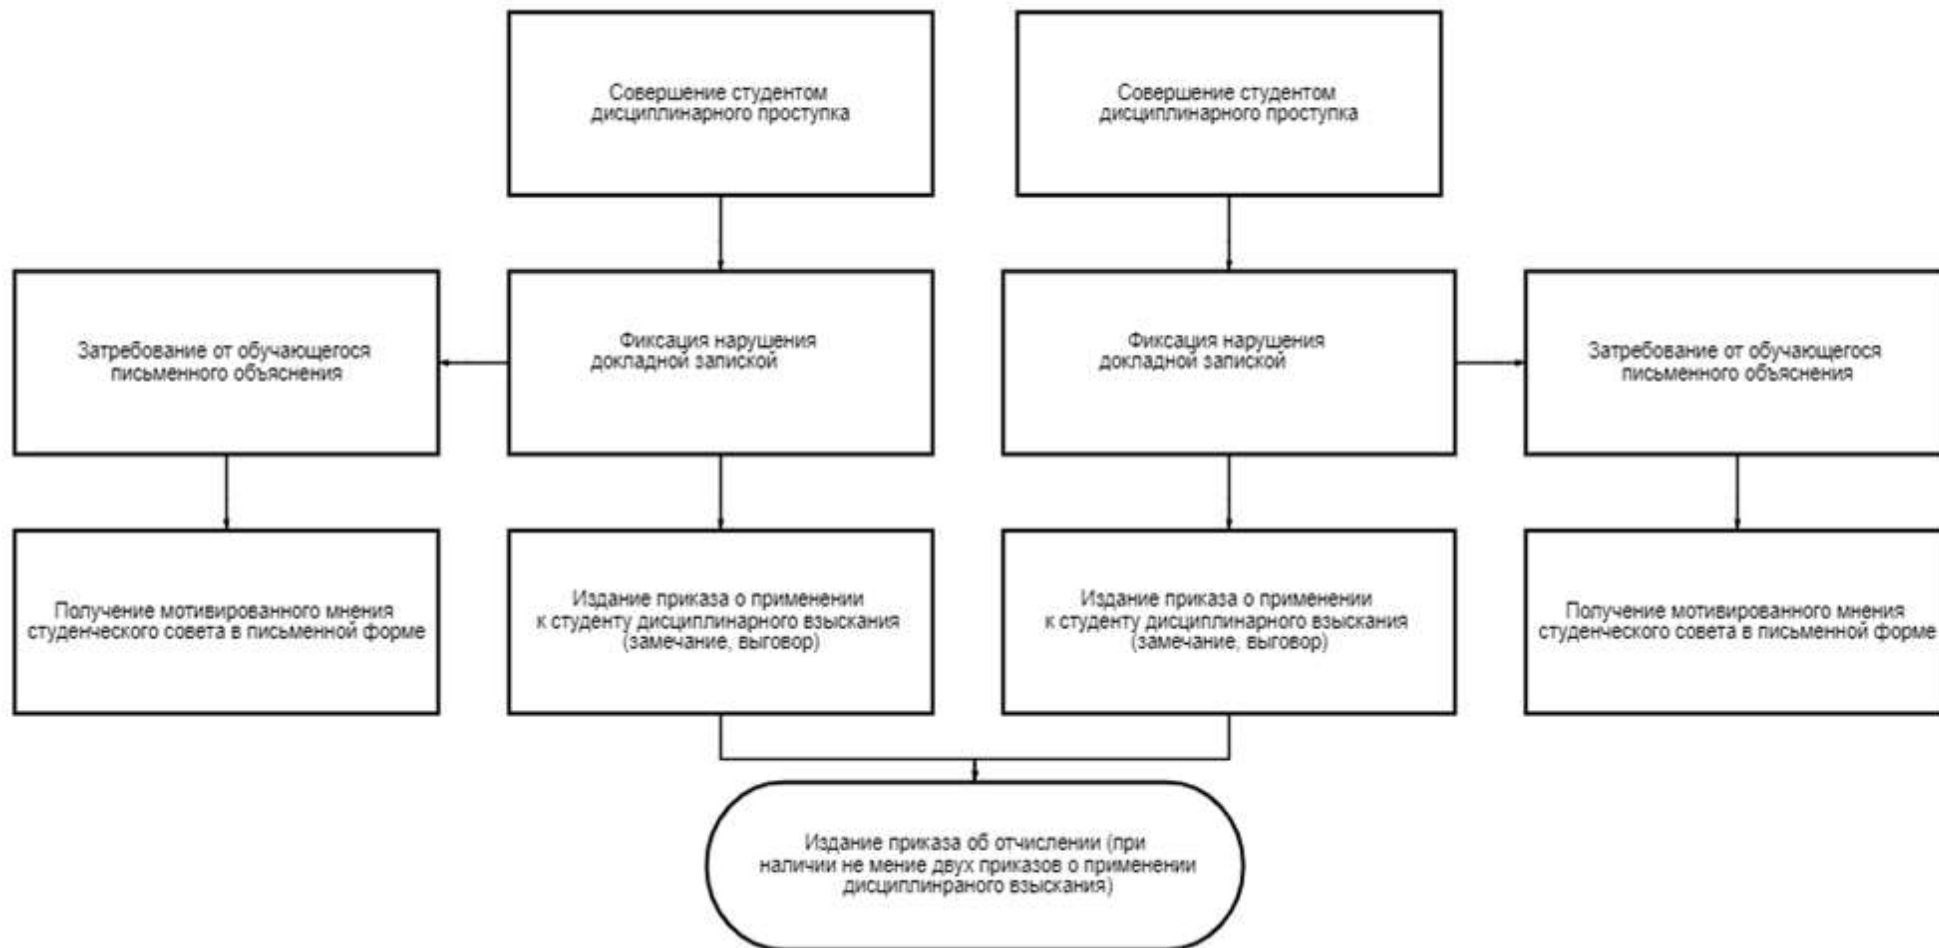 Совершение студентом
дисциплинарного проступка
Совершение студентом
дисциплинарного проступка
Затребование от обучающегося
письменного объяснения
Фиксация нарушения
докладной запиской
Фиксация нарушения
докладной запиской
Затребование от обучающегося
письменного объяснения
Получение мотивированного мнения
студенческого совета в письменной форме
Издание приказа о применении
к студенту дисциплинарного взыскания
(замечание, выговор)
Издание приказа о применении
к студенту дисциплинарного взыскания
(замечание, выговор)
Получение мотивированного мнения
студенческого совета в письменной форме
Издание приказа об отчислении (при
наличии не мение двух приказов о применении
дисциплинраного взыскания)